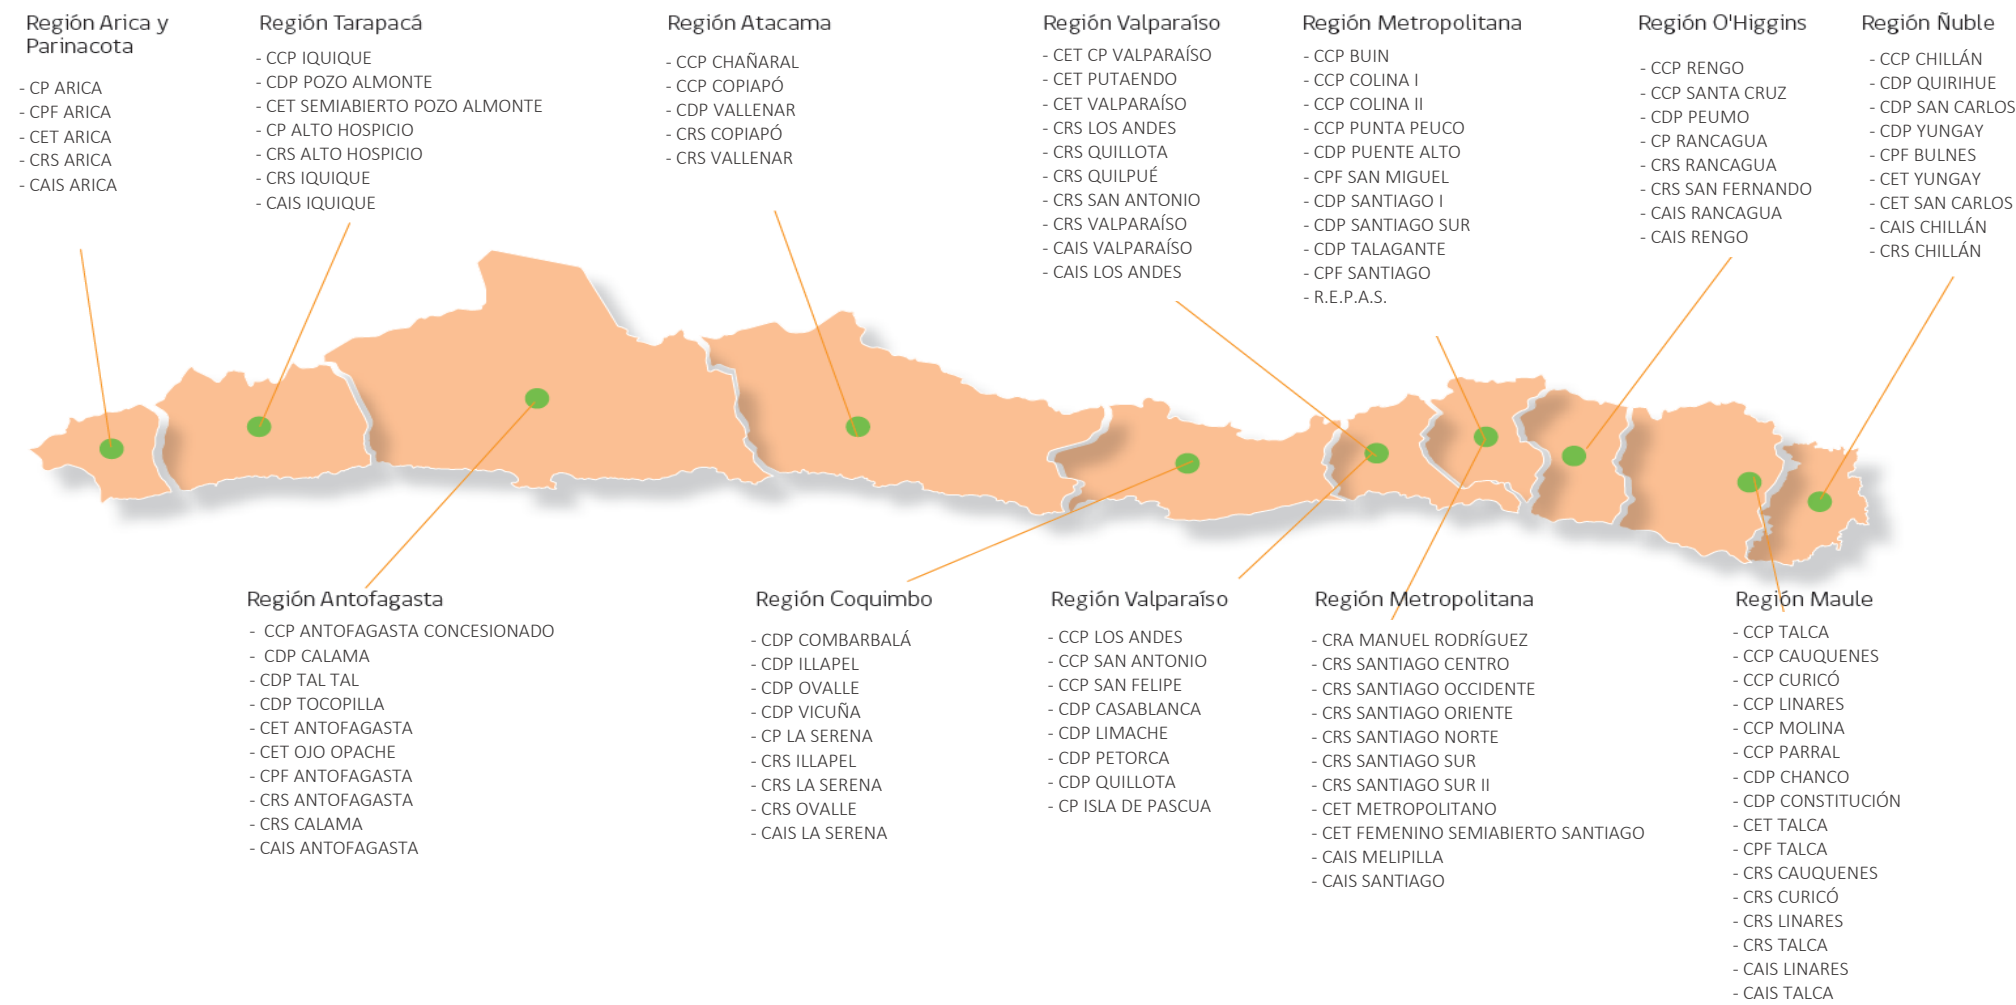 Región Arica y
Parinacota
- CP ARICA
- CPF ARICA
- CET ARICA
- CRS ARICA
- CAIS ARICA
Región Tarapacá
- CCP IQUIQUE
- CDP POZO ALMONTE
- CET SEMIABIERTO POZO ALMONTE
- CP ALTO HOSPICIO
- CRS ALTO HOSPICIO
- CRS IQUIQUE
- CAIS IQUIQUE
Región Atacama
- CCP CHAÑARAL
- CCP COPIAPÓ
- CDP VALLENAR
- CRS COPIAPÓ
- CRS VALLENAR
Región Valparaíso
- CET CP VALPARAÍSO
- CET PUTAENDO
- CET VALPARAÍSO
- CRS LOS ANDES
- CRS QUILLOTA
- CRS QUILPUÉ
- CRS SAN ANTONIO
- CRS VALPARAÍSO
- CAIS VALPARAÍSO
- CAIS LOS ANDES
Región Metropolitana
- CCP BUIN
- CCP COLINA I
- CCP COLINA II
- CCP PUNTA PEUCO
- CDP PUENTE ALTO
- CPF SAN MIGUEL
- CDP SANTIAGO I
- CDP SANTIAGO SUR
- CDP TALAGANTE
- CPF SANTIAGO
- R.E.P.A.S.
Región O'Higgins
- CCP RENGO
- CCP SANTA CRUZ
- CDP PEUMO
- CP RANCAGUA
- CRS RANCAGUA
- CRS SAN FERNANDO
- CAIS RANCAGUA
- CAIS RENGO
Región Ñuble
- CCP CHILLÁN
- CDP QUIRIHUE
- CDP SAN CARLOS
- CDP YUNGAY
- CPF BULNES
- CET YUNGAY
- CET SAN CARLOS
- CAIS CHILLÁN
- CRS CHILLÁN
Región Antofagasta
- CCP ANTOFAGASTA CONCESIONADO
- CDP CALAMA
- CDP TAL TAL
- CDP TOCOPILLA
- CET ANTOFAGASTA
- CET OJO OPACHE
- CPF ANTOFAGASTA
- CRS ANTOFAGASTA
- CRS CALAMA
- CAIS ANTOFAGASTA
Región Coquimbo
- CDP COMBARBALÁ
- CDP ILLAPEL
- CDP OVALLE
- CDP VICUÑA
- CP LA SERENA
- CRS ILLAPEL
- CRS LA SERENA
- CRS OVALLE
- CAIS LA SERENA
Región Valparaíso
- CCP LOS ANDES
- CCP SAN ANTONIO
- CCP SAN FELIPE
- CDP CASABLANCA
- CDP LIMACHE
- CDP PETORCA
- CDP QUILLOTA
- CP ISLA DE PASCUA
Región Metropolitana
- CRA MANUEL RODRÍGUEZ
- CRS SANTIAGO CENTRO
- CRS SANTIAGO OCCIDENTE
- CRS SANTIAGO ORIENTE
- CRS SANTIAGO NORTE
- CRS SANTIAGO SUR
- CRS SANTIAGO SUR II
- CET METROPOLITANO
- CET FEMENINO SEMIABIERTO SANTIAGO
- CAIS MELIPILLA
- CAIS SANTIAGO
Región Maule
- CCP TALCA
- CCP CAUQUENES
- CCP CURICÓ
- CCP LINARES
- CCP MOLINA
- CCP PARRAL
- CDP CHANCO
- CDP CONSTITUCIÓN
- CET TALCA
- CPF TALCA
- CRS CAUQUENES
- CRS CURICÓ
- CRS LINARES
- CRS TALCA
- CAIS LINARES
- CAIS TALCA